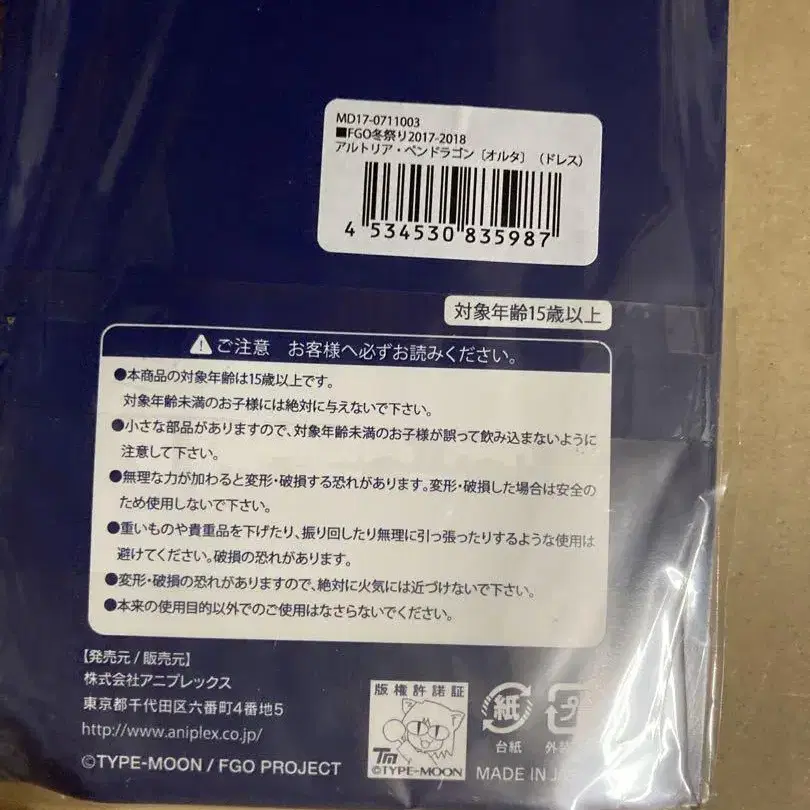 MD17-0711003
■FGO冬祭り2017-2018
アルトリア・ペンドラゴン〔オルタ〕（ドレス）
4 534530 835987
対象年齢15歳以上
ご注意 お客様へ必ずお読みください。
●本商品の対象年齢は15歳以上です。
対象年齢未満のお子様には絶対に与えないで下さい。
●小さな部品がありますので、対象年齢未満のお子様が誤って飲み込まないように
注意して下さい。
●無理な力が加わると変形・破損する恐れがあります。変形・破損した場合は安全の
ため使用しないで下さい。
●重いものや貴重品を下げたり、振り回したり無理に引っ張ったりするような使用は
避けてください。破損の恐れがあります。
●変形・破損の恐れがありますので、絶対に火気には近づけないで下さい。
●本来の使用目的以外でのご使用はなさらないでください。
【発売元 / 販売元】
株式会社アニプレックス
東京都千代田区六番町4番地5
http://www.aniplex.co.jp/
©TYPE-MOON / FGO PROJECT
版権許諾証
TM
©TYPE-MOON
紙
台紙
プ
外装
MADE IN